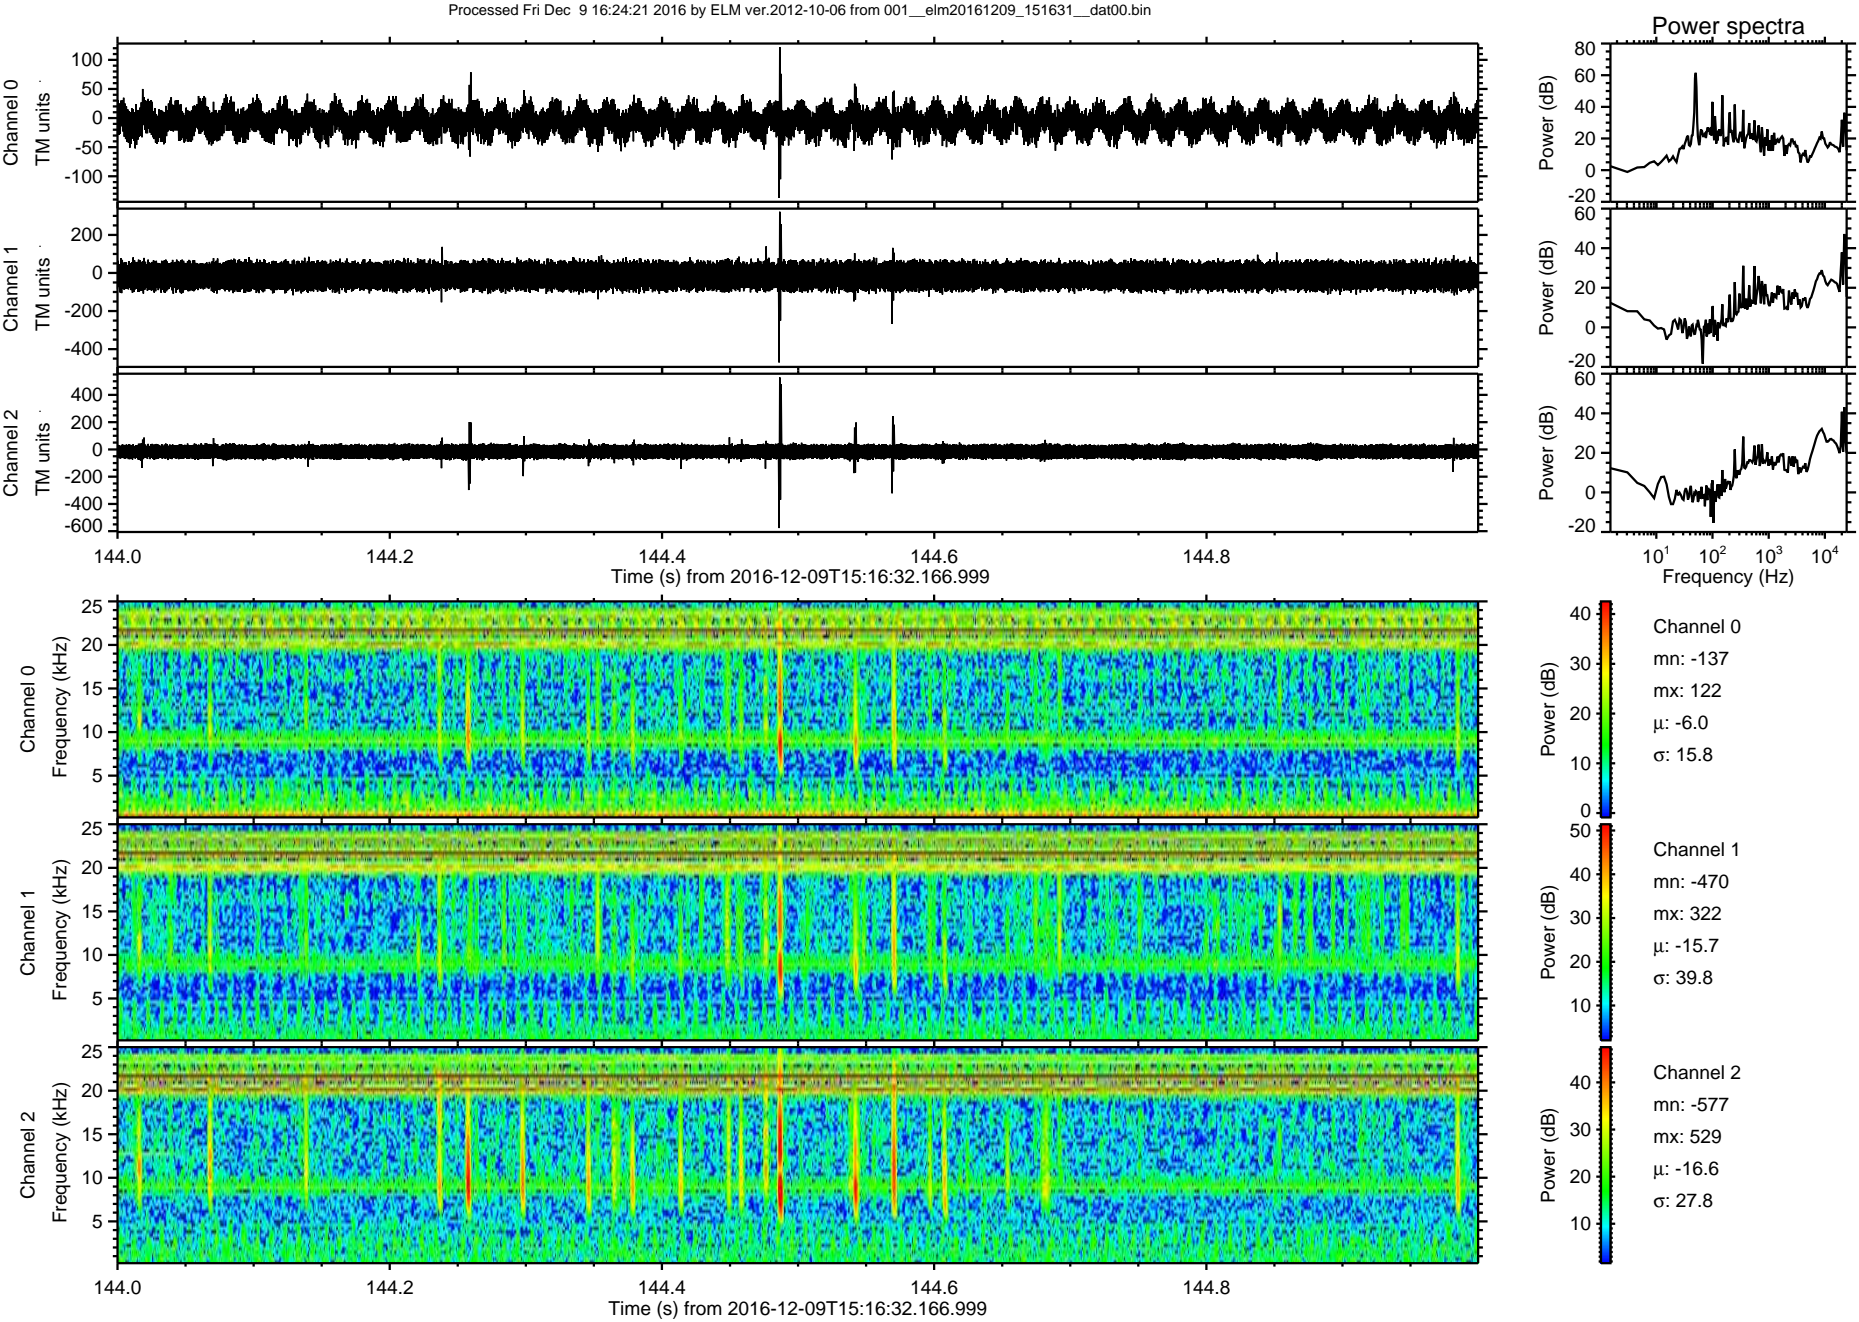 Processed Fri Dec  9 16:24:21 2016 by ELM ver.2012-10-06 from 001__elm20161209_151631__dat00.bin
Power spectra
Channel 0
TM units
100
50
0
-50
-100
Power (dB)
80
60
40
20
0
-20
Channel 1
TM units
200
0
-200
-400
Power (dB)
60
40
20
0
-20
Channel 2
TM units
400
200
0
-200
-400
-600
Power (dB)
60
40
20
0
-20
144.0 144.2 144.4 144.6 144.8
Time (s) from 2016-12-09T15:16:32.166.999
10¹ 10² 10³ 10⁴
Frequency (Hz)
Channel 0
Frequency (kHz)
25
20
15
10
5
Power (dB)
40
30
20
10
0
Channel 0
mn: -137
mx: 122
μ: -6.0
σ: 15.8
Channel 1
Frequency (kHz)
25
20
15
10
5
Power (dB)
50
40
30
20
10
Channel 1
mn: -470
mx: 322
μ: -15.7
σ: 39.8
Channel 2
Frequency (kHz)
25
20
15
10
5
Power (dB)
40
30
20
10
Channel 2
mn: -577
mx: 529
μ: -16.6
σ: 27.8
144.0 144.2 144.4 144.6 144.8
Time (s) from 2016-12-09T15:16:32.166.999